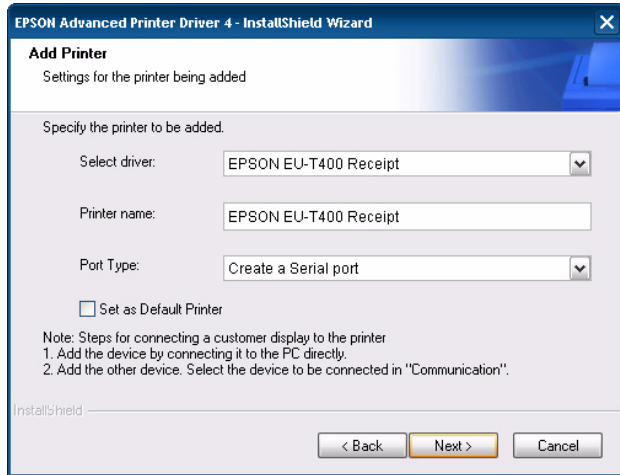 EPSON Advanced Printer Driver 4 - InstallShield Wizard
Add Printer
Settings for the printer being added
Specify the printer to be added.
Select driver: EPSON EU-T400 Receipt
Printer name: EPSON EU-T400 Receipt
Port Type: Create a Serial port
Set as Default Printer
Note: Steps for connecting a customer display to the printer
1. Add the device by connecting it to the PC directly.
2. Add the other device. Select the device to be connected in "Communication".
InstallShield
< Back Next > Cancel